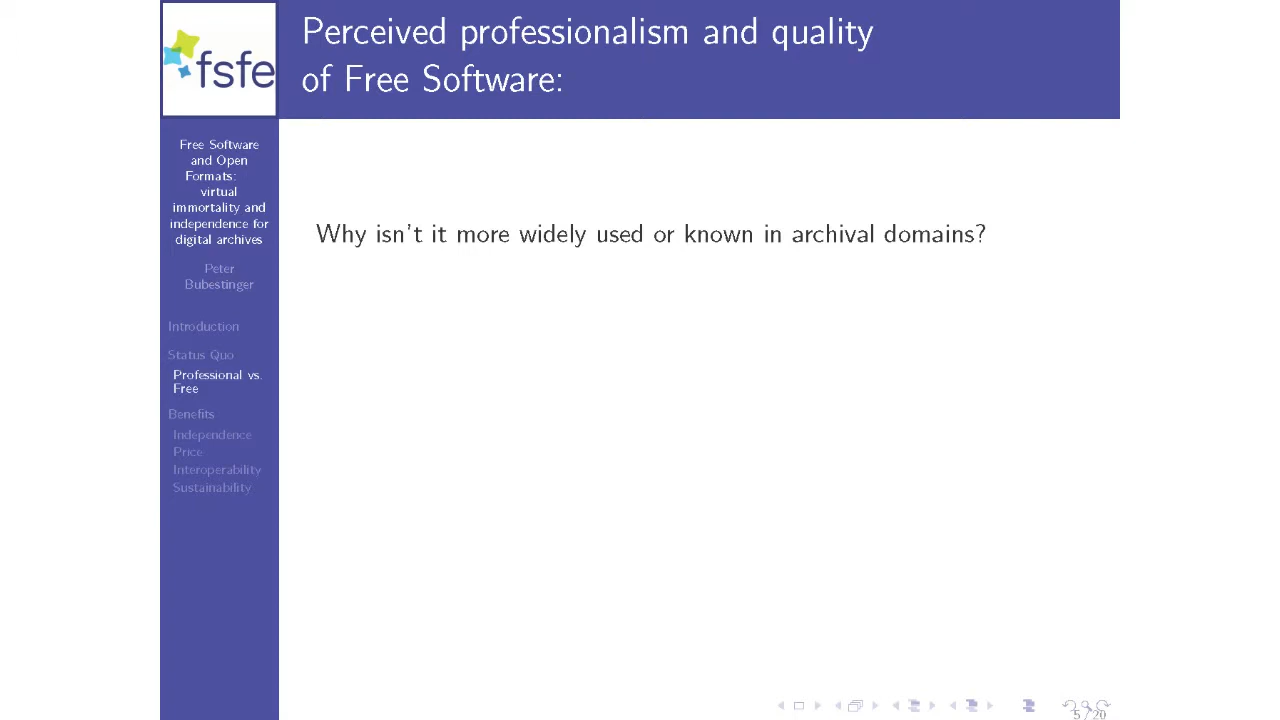 fsfe
Perceived professionalism and quality
of Free Software:
Free Software
and Open
Formats:
virtual
immortality and
independence for
digital archives
Peter
Bubestinger
Introduction
Status Quo
Professional vs.
Free
Benefits
Independence
Price
Interoperability
Sustainability
Why isn't it more widely used or known in archival domains?
5 / 20